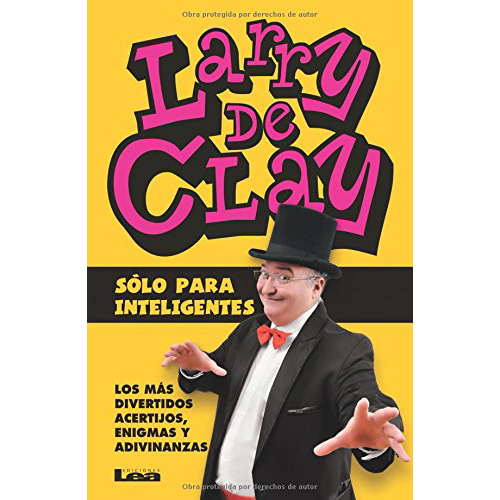 Obra protegida por derechos de autor
Larry
De
Clay
SÓLO PARA
INTELIGENTES
LOS MÁS
DIVERTIDOS
ACERTIJOS,
ENIGMAS Y
ADIVINANZAS
EDICIONES
Lea
Obra protegida por derechos de autor